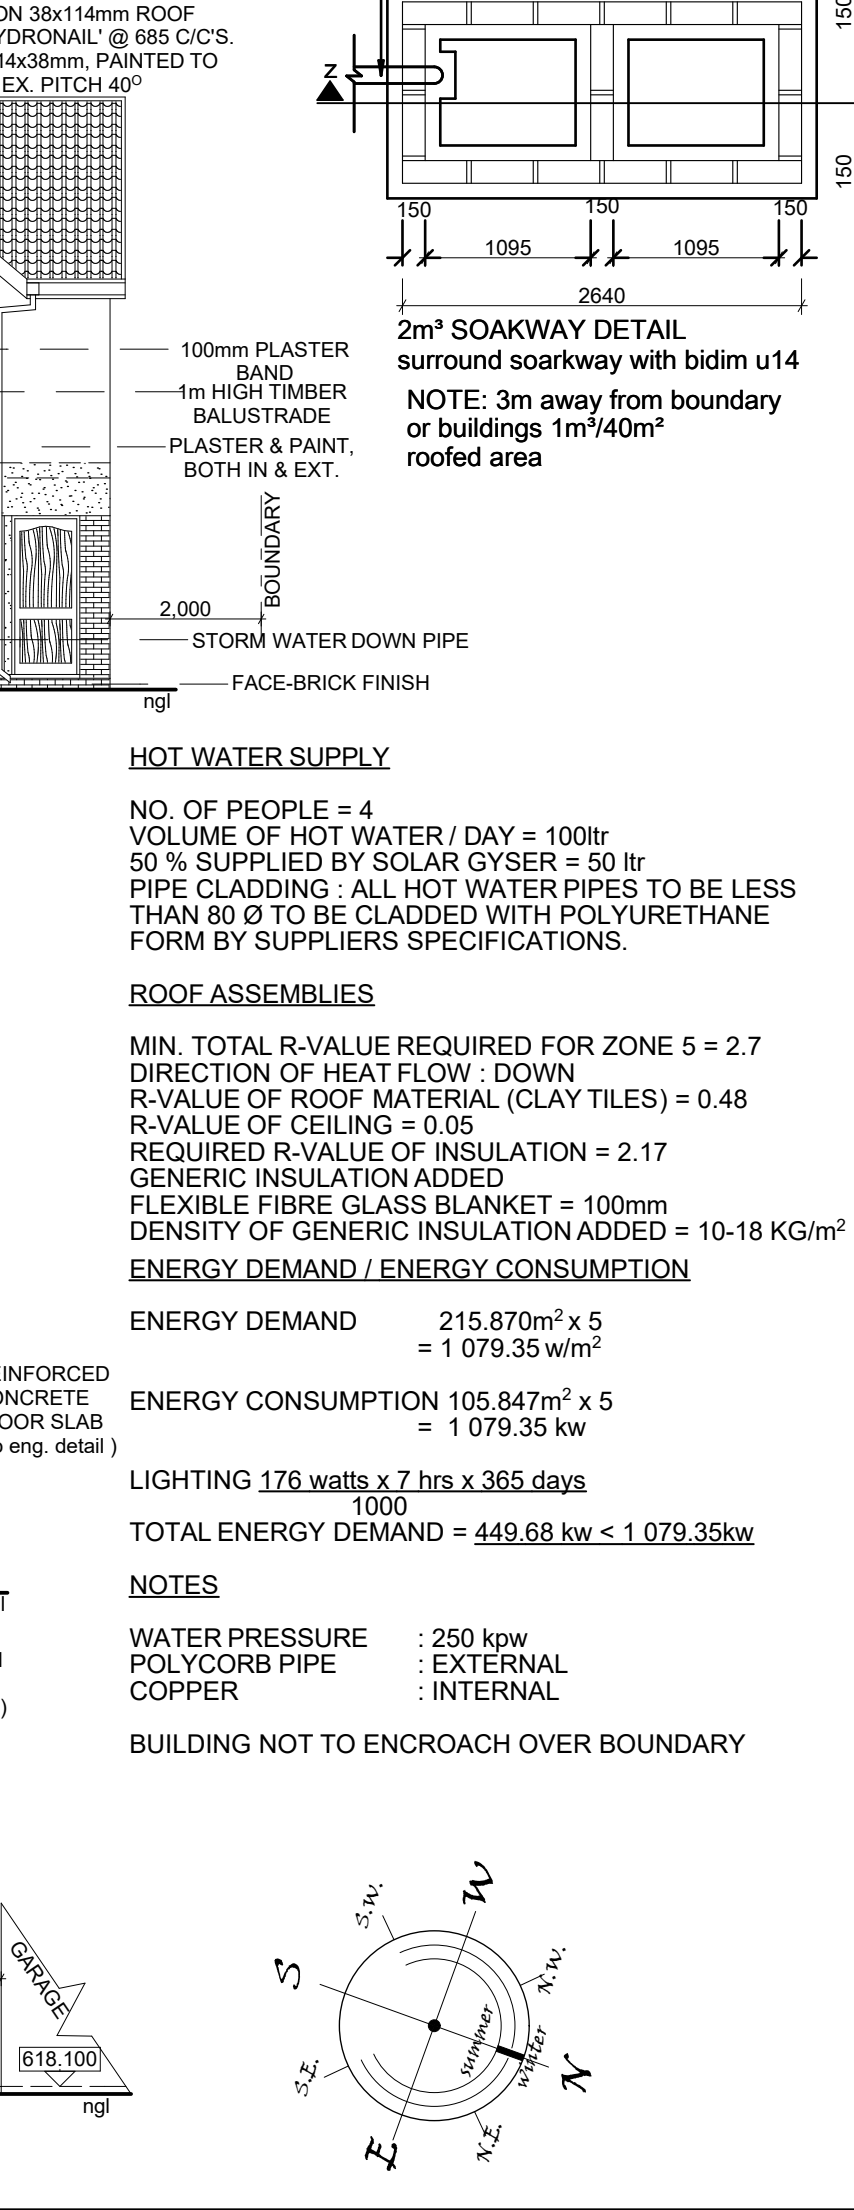 ON 38x114mm ROOF
YDRONAIL' @ 685 C/C'S.
14x38mm, PAINTED TO
EX. PITCH 40°
Z
150
150
150
150
150
1095
1095
2640
2m³ SOAKWAY DETAIL
surround soarkway with bidim u14
NOTE: 3m away from boundary
or buildings 1m³/40m²
roofed area
100mm PLASTER
BAND
1m HIGH TIMBER
BALUSTRADE
PLASTER & PAINT,
BOTH IN & EXT.
BOUNDARY
2,000
STORM WATER DOWN PIPE
FACE-BRICK FINISH
ngl
HOT WATER SUPPLY
NO. OF PEOPLE = 4
VOLUME OF HOT WATER / DAY = 100ltr
50 % SUPPLIED BY SOLAR GYSER = 50 ltr
PIPE CLADDING : ALL HOT WATER PIPES TO BE LESS
THAN 80 Ø TO BE CLADDED WITH POLYURETHANE
FORM BY SUPPLIERS SPECIFICATIONS.
ROOF ASSEMBLIES
MIN. TOTAL R-VALUE REQUIRED FOR ZONE 5 = 2.7
DIRECTION OF HEAT FLOW : DOWN
R-VALUE OF ROOF MATERIAL (CLAY TILES) = 0.48
R-VALUE OF CEILING = 0.05
REQUIRED R-VALUE OF INSULATION = 2.17
GENERIC INSULATION ADDED
FLEXIBLE FIBRE GLASS BLANKET = 100mm
DENSITY OF GENERIC INSULATION ADDED = 10-18 KG/m²
ENERGY DEMAND / ENERGY CONSUMPTION
ENERGY DEMAND 215.870m² x 5
= 1 079.35 w/m²
EINFORCED
ONCRETE
OOR SLAB
o eng. detail )
ENERGY CONSUMPTION 105.847m² x 5
= 1 079.35 kw
LIGHTING 176 watts x 7 hrs x 365 days
1000
TOTAL ENERGY DEMAND = 449.68 kw < 1 079.35kw
NOTES
WATER PRESSURE : 250 kpw
POLYCORB PIPE : EXTERNAL
COPPER : INTERNAL
)
BUILDING NOT TO ENCROACH OVER BOUNDARY
GARAGE
618.100
ngl
W
S.W.
N.W.
S
summer
winter
N
S.E.
N.E.
E